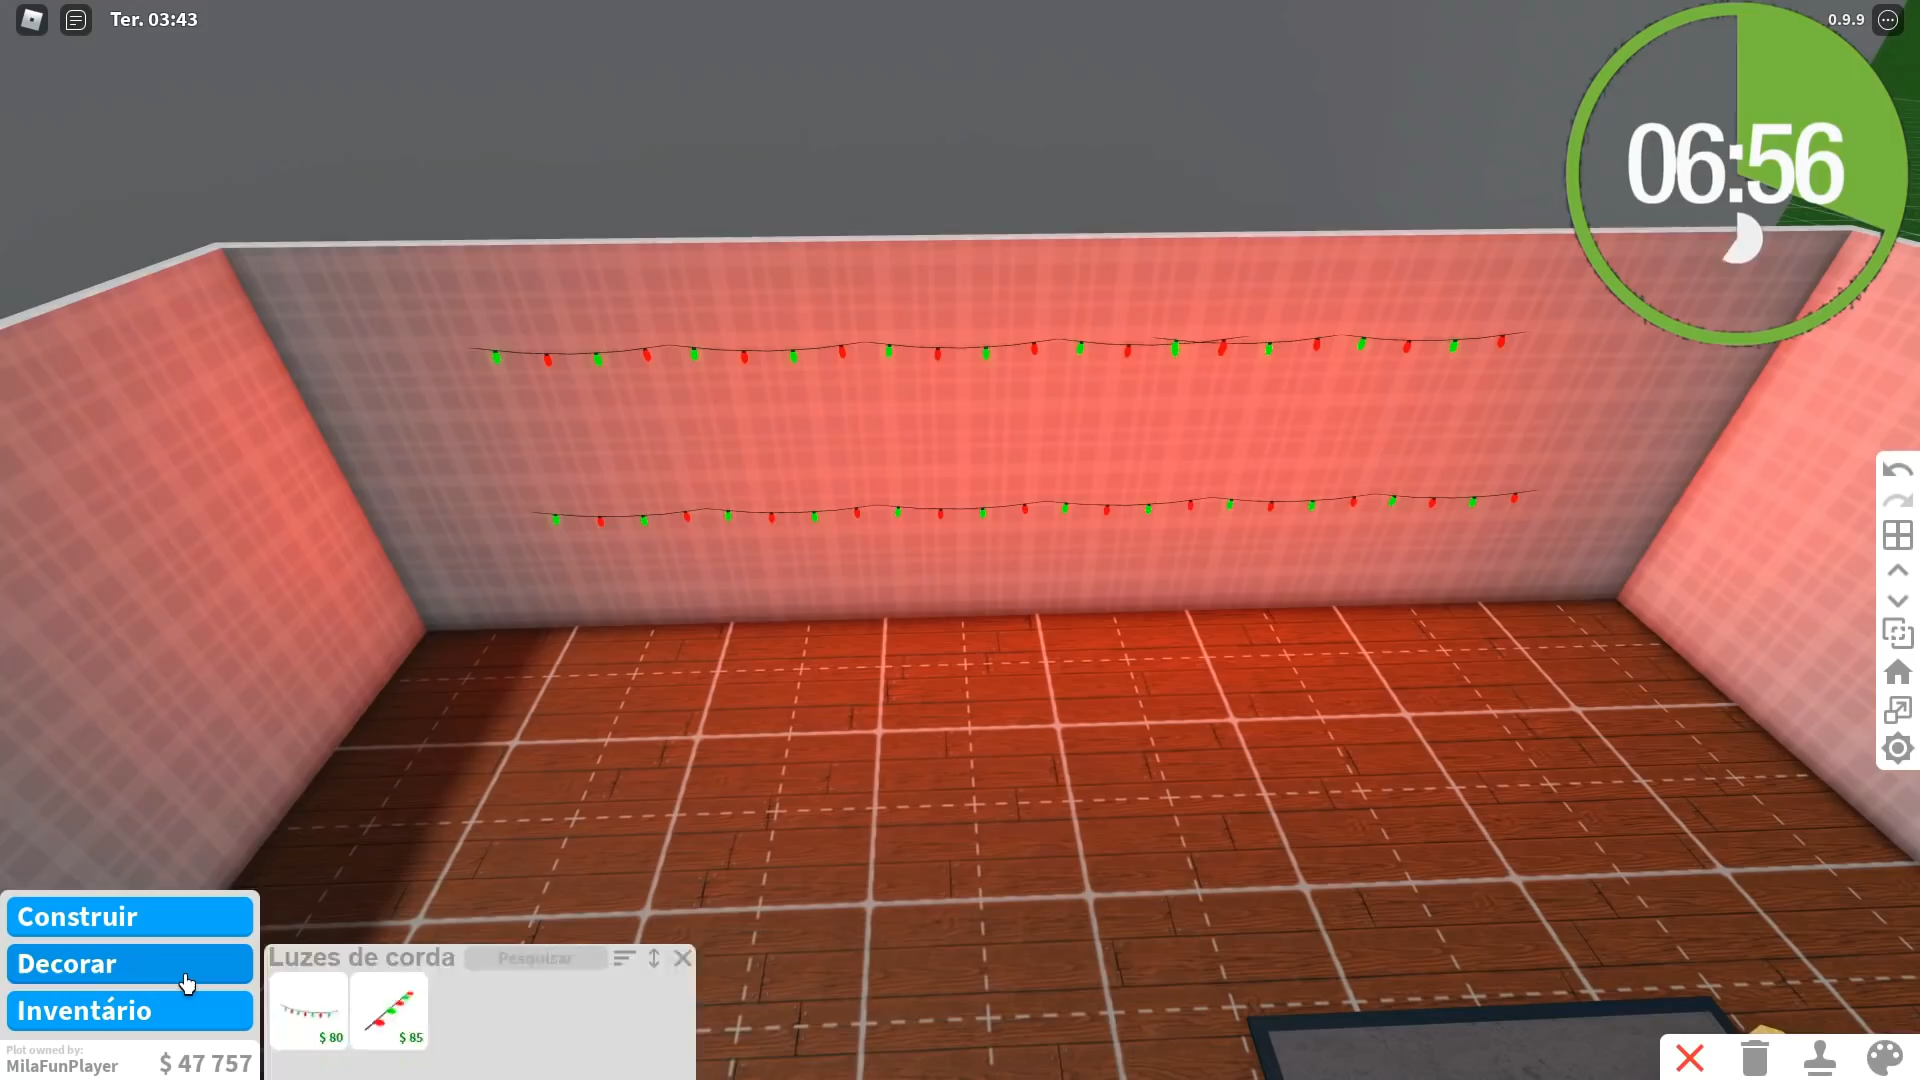 Ter. 03:43
0.9.9
06:56
Construir
Decorar
Inventário
Luzes de corda
Pesquisar
$ 80
$ 85
Plot owned by:
MilaFunPlayer
$ 47 757